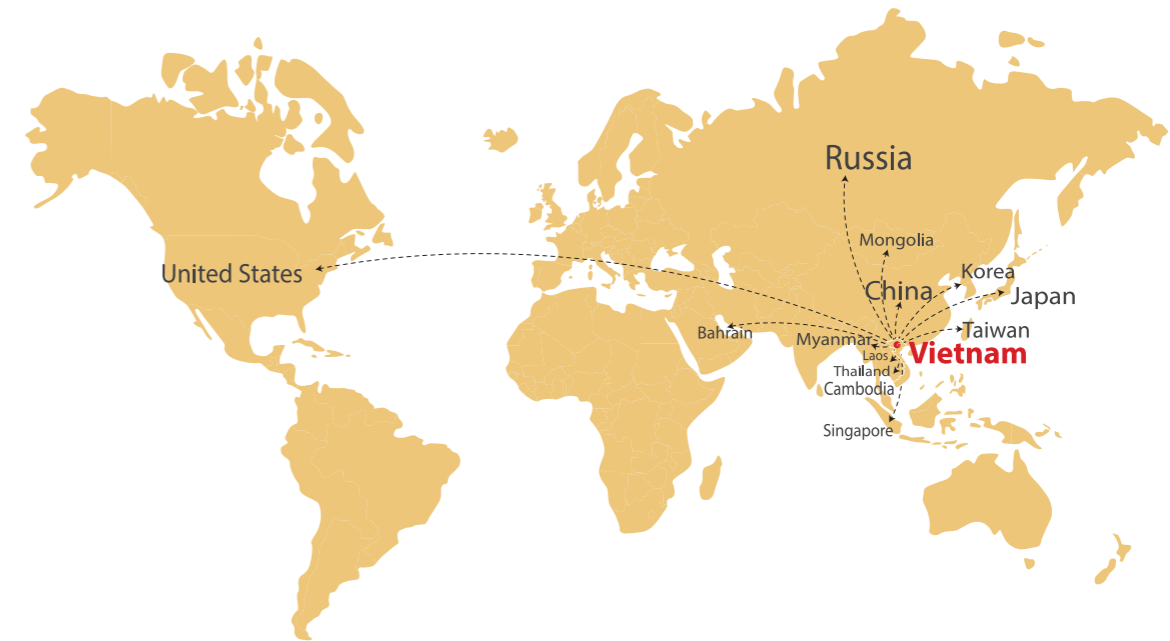 Russia
Mongolia
United States
Korea
China
Japan
Bahrain
Taiwan
Myanmar
Vietnam
Laos
Thailand
Cambodia
Singapore